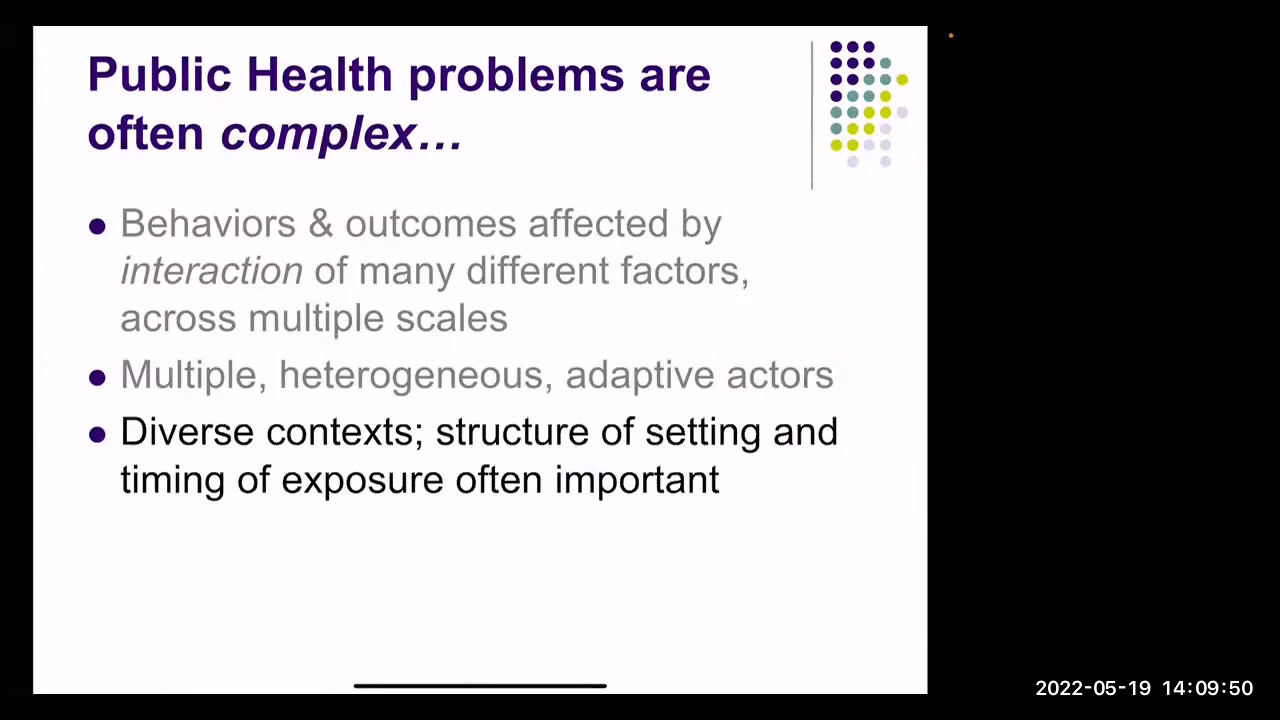 Public Health problems are
often complex…
Behaviors & outcomes affected by
interaction of many different factors,
across multiple scales
Multiple, heterogeneous, adaptive actors
Diverse contexts; structure of setting and
timing of exposure often important
2022-05-19 14:09:50